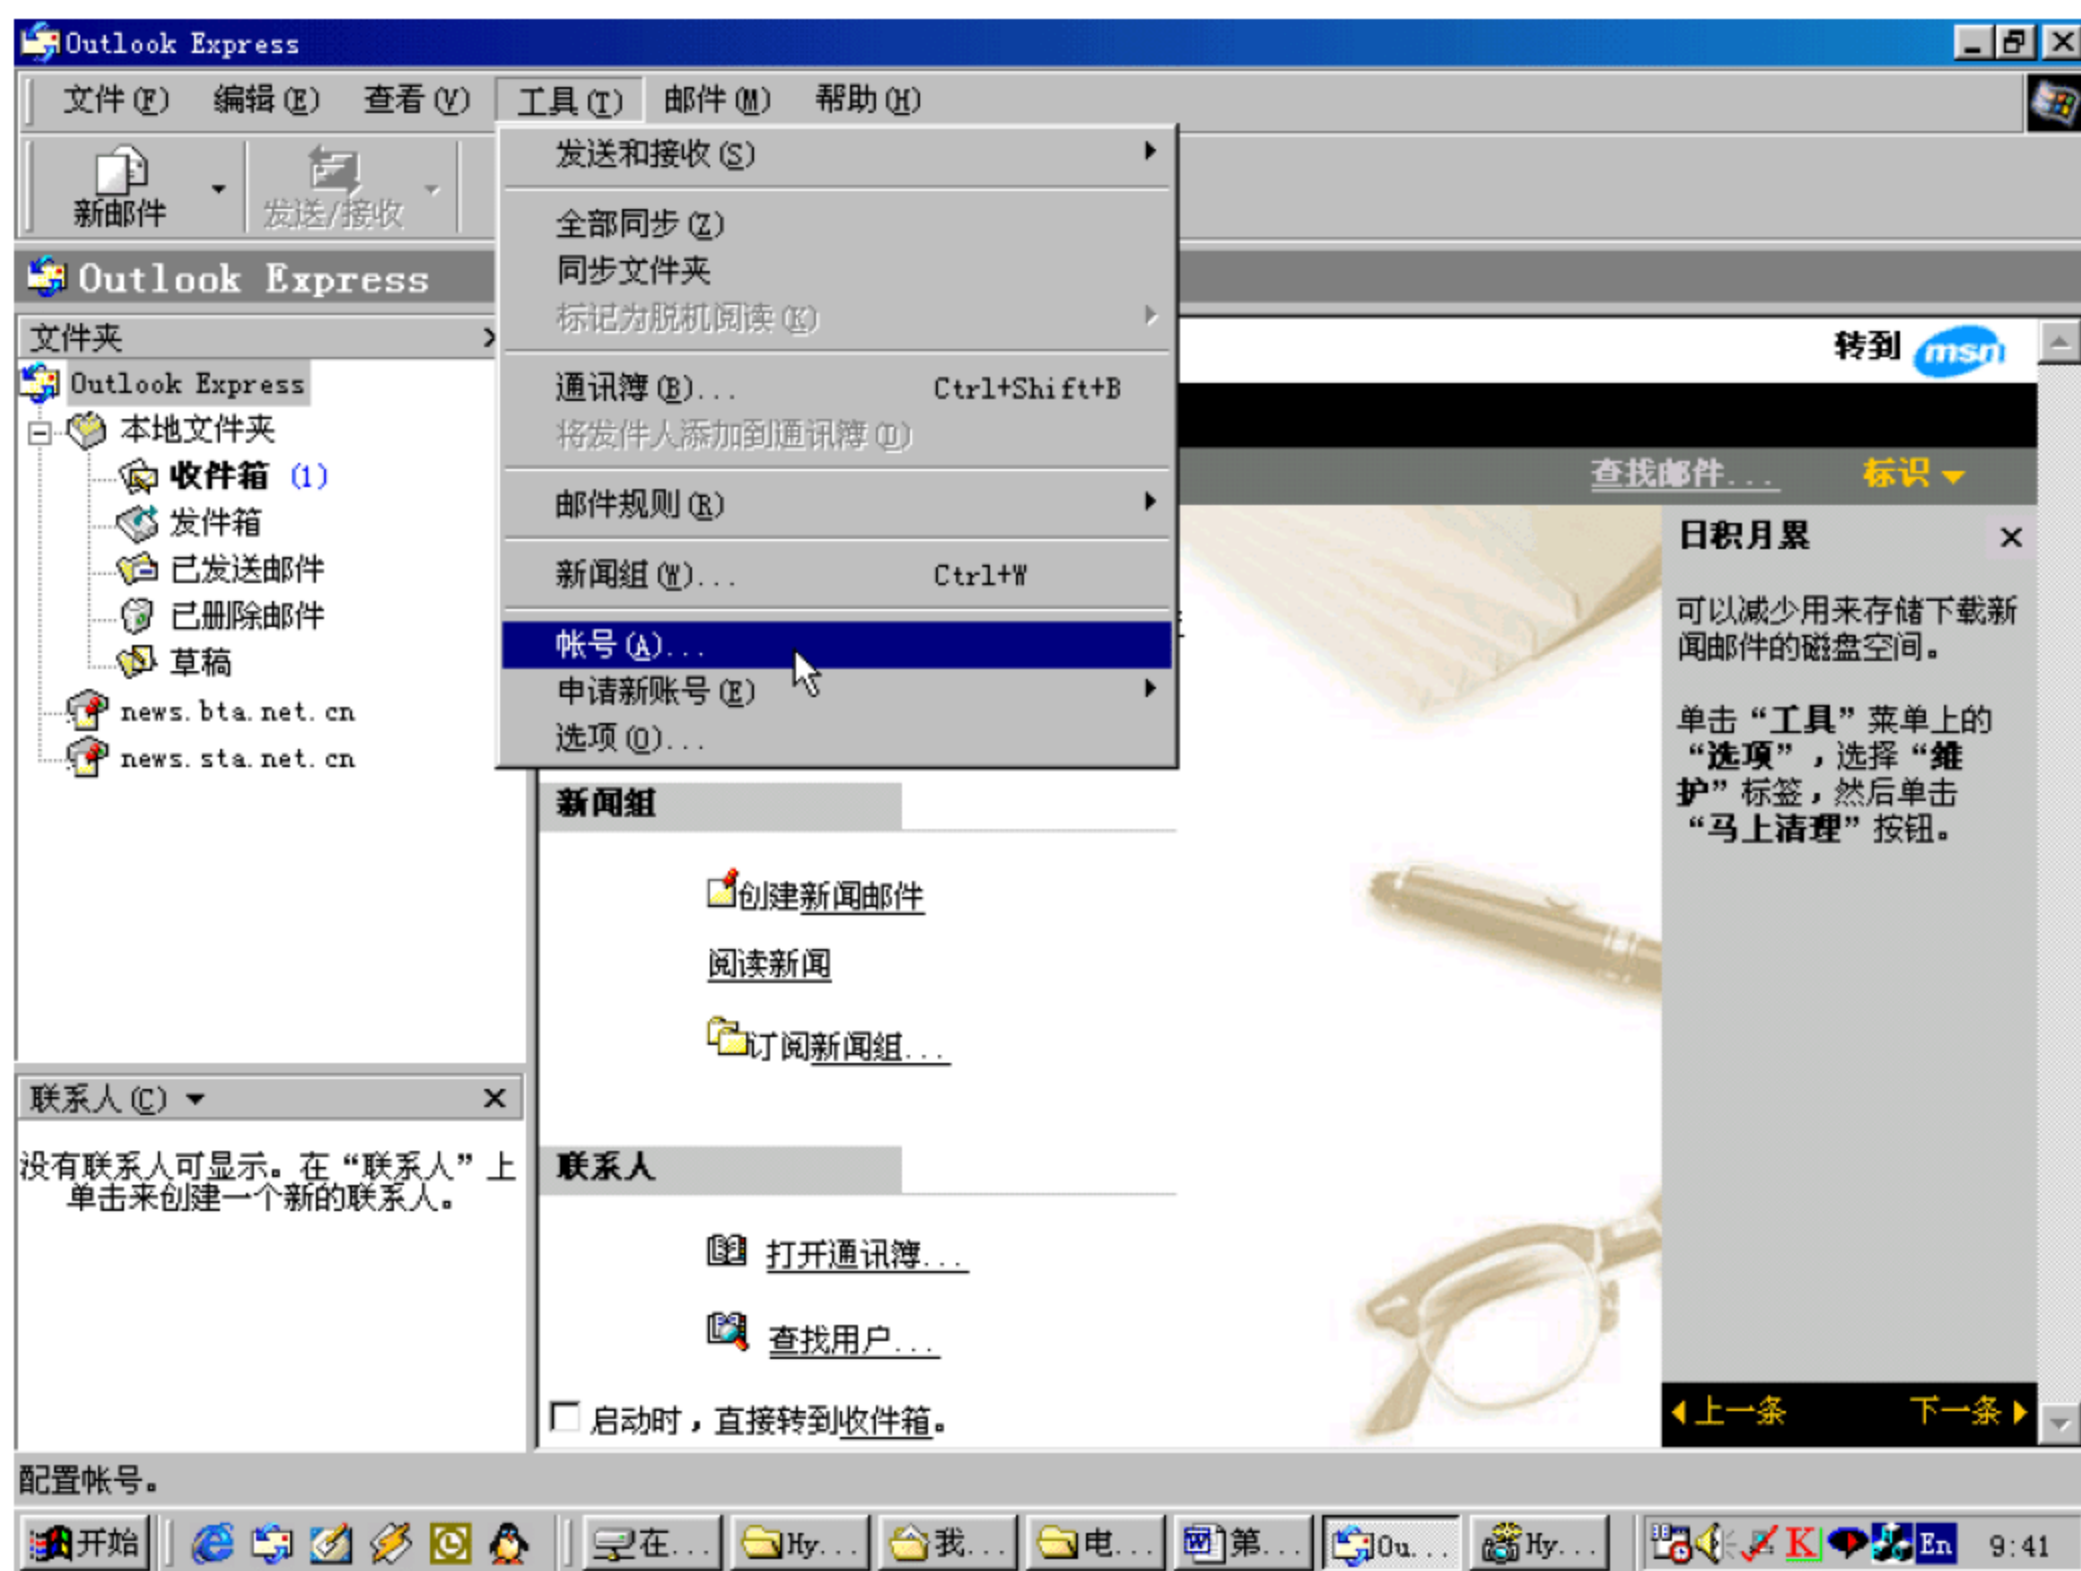 Outlook Express
文件(F) 编辑(E) 查看(V) 工具(T) 邮件(M) 帮助(H)
新邮件 发送/接收
发送和接收(S)
全部同步(Z)
同步文件夹
标记为脱机阅读(K)
通讯簿(B)... Ctrl+Shift+B
将发件人添加到通讯簿(D)
邮件规则(R)
新闻组(W)... Ctrl+W
帐号(A)...
申请新账号(E)
选项(O)...
Outlook Express
文件夹
Outlook Express
本地文件夹
收件箱 (1)
发件箱
已发送邮件
已删除邮件
草稿
news.bta.net.cn
news.sta.net.cn
转到 msn
查找邮件... 标识
新闻组
创建新闻邮件
阅读新闻
订阅新闻组...
联系人
打开通讯簿...
查找用户...
启动时，直接转到收件箱。
日积月累
可以减少用来存储下载新
闻邮件的磁盘空间。
单击“工具”菜单上的
“选项”，选择“维
护”标签，然后单击
“马上清理”按钮。
上一条 下一条
联系人(C)
没有联系人可显示。在“联系人”上
单击来创建一个新的联系人。
配置帐号。
开始 在... Hy... 我... 电... 第... Ou... Hy... En 9:41